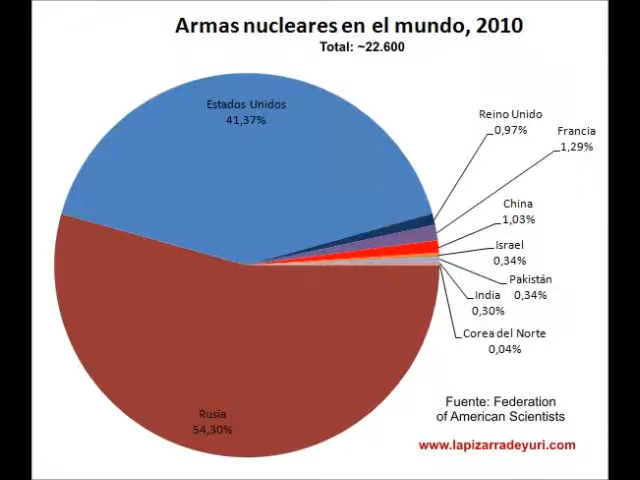 Armas nucleares en el mundo, 2010
Total: ~22.600
Estados Unidos
41,37%
Reino Unido
0,97%
Francia
1,29%
China
1,03%
Israel
0,34%
Pakistán
0,34%
India
0,30%
Corea del Norte
0,04%
Rusia
54,30%
Fuente: Federation
of American Scientists
www.lapizarradeyuri.com